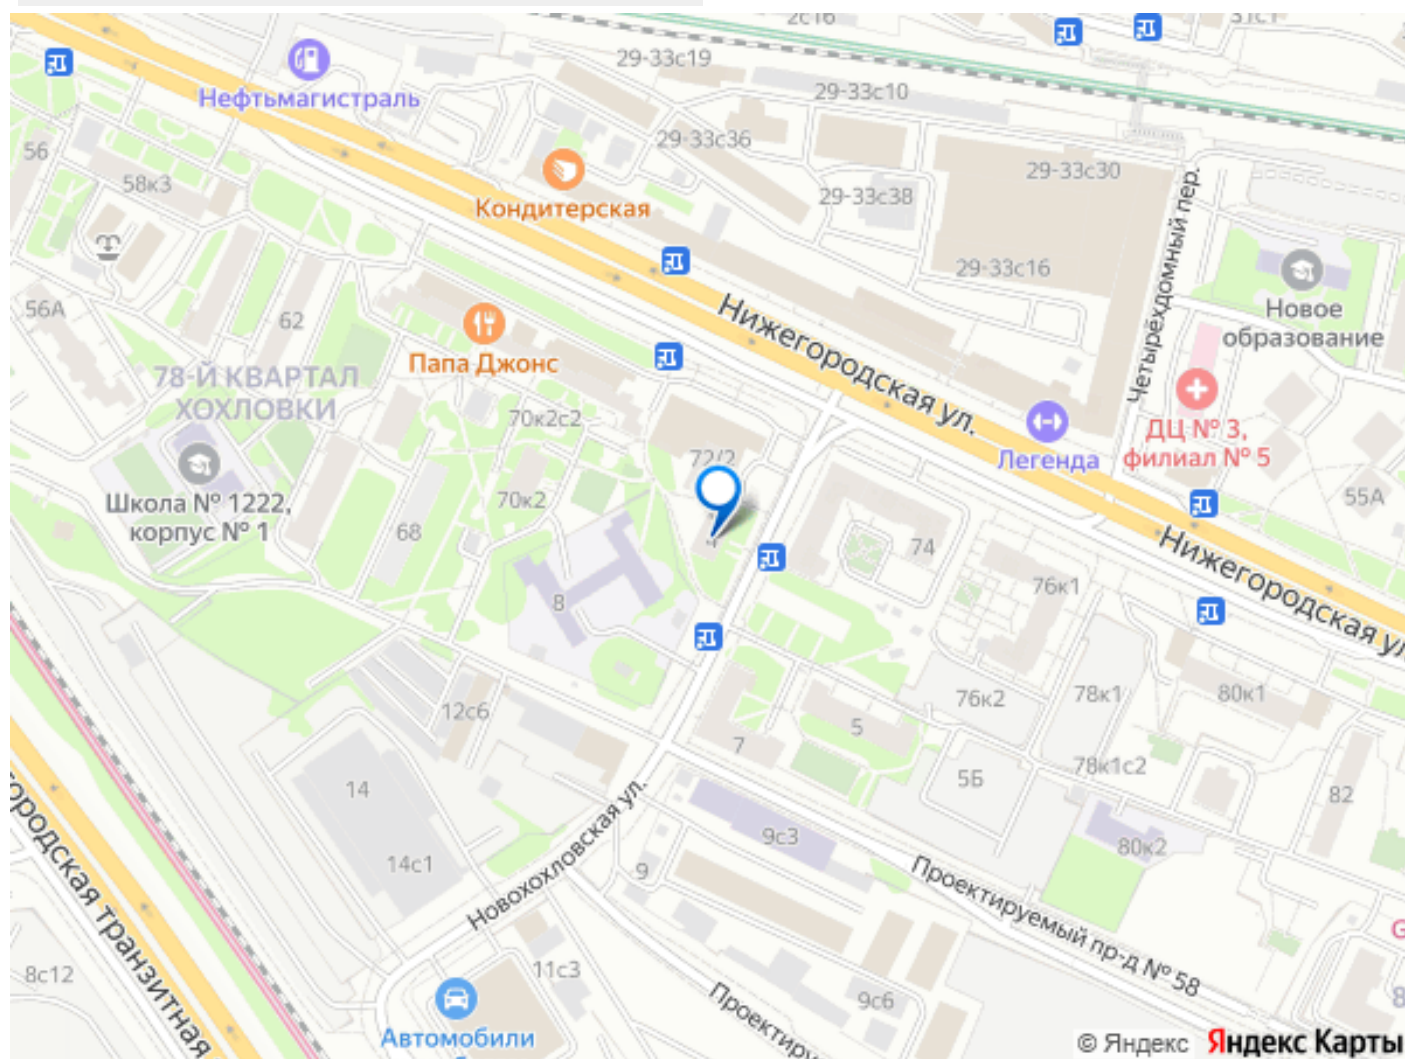 2с16
31с1
29-33с19
Нефтьмагистраль
29-33с10
29-33с36
56
58к3
29-33с30
Кондитерская
29-33с38
Четырёхдомный пер.
29-33с16
56А
62
Нижегородская ул.
Новое
образование
Папа Джонс
78-Й КВАРТАЛ
ХОХЛОВКИ
70к2с2
72/2
Легенда
ДЦ № 3,
филиал № 5
70к2
55А
Школа № 1222,
корпус № 1
68
74
Нижегородская ул.
76к1
8
12с6
76к2
78к1
80к1
7
5
5Б
78к1с2
82
14
9с3
80к2
14с1
Новохохловская ул.
9
Проектируемый пр-д № 58
ородская транзитная
8с12
11с3
9с6
Проектируемы
Автомобили
© Яндекс Яндекс Карты